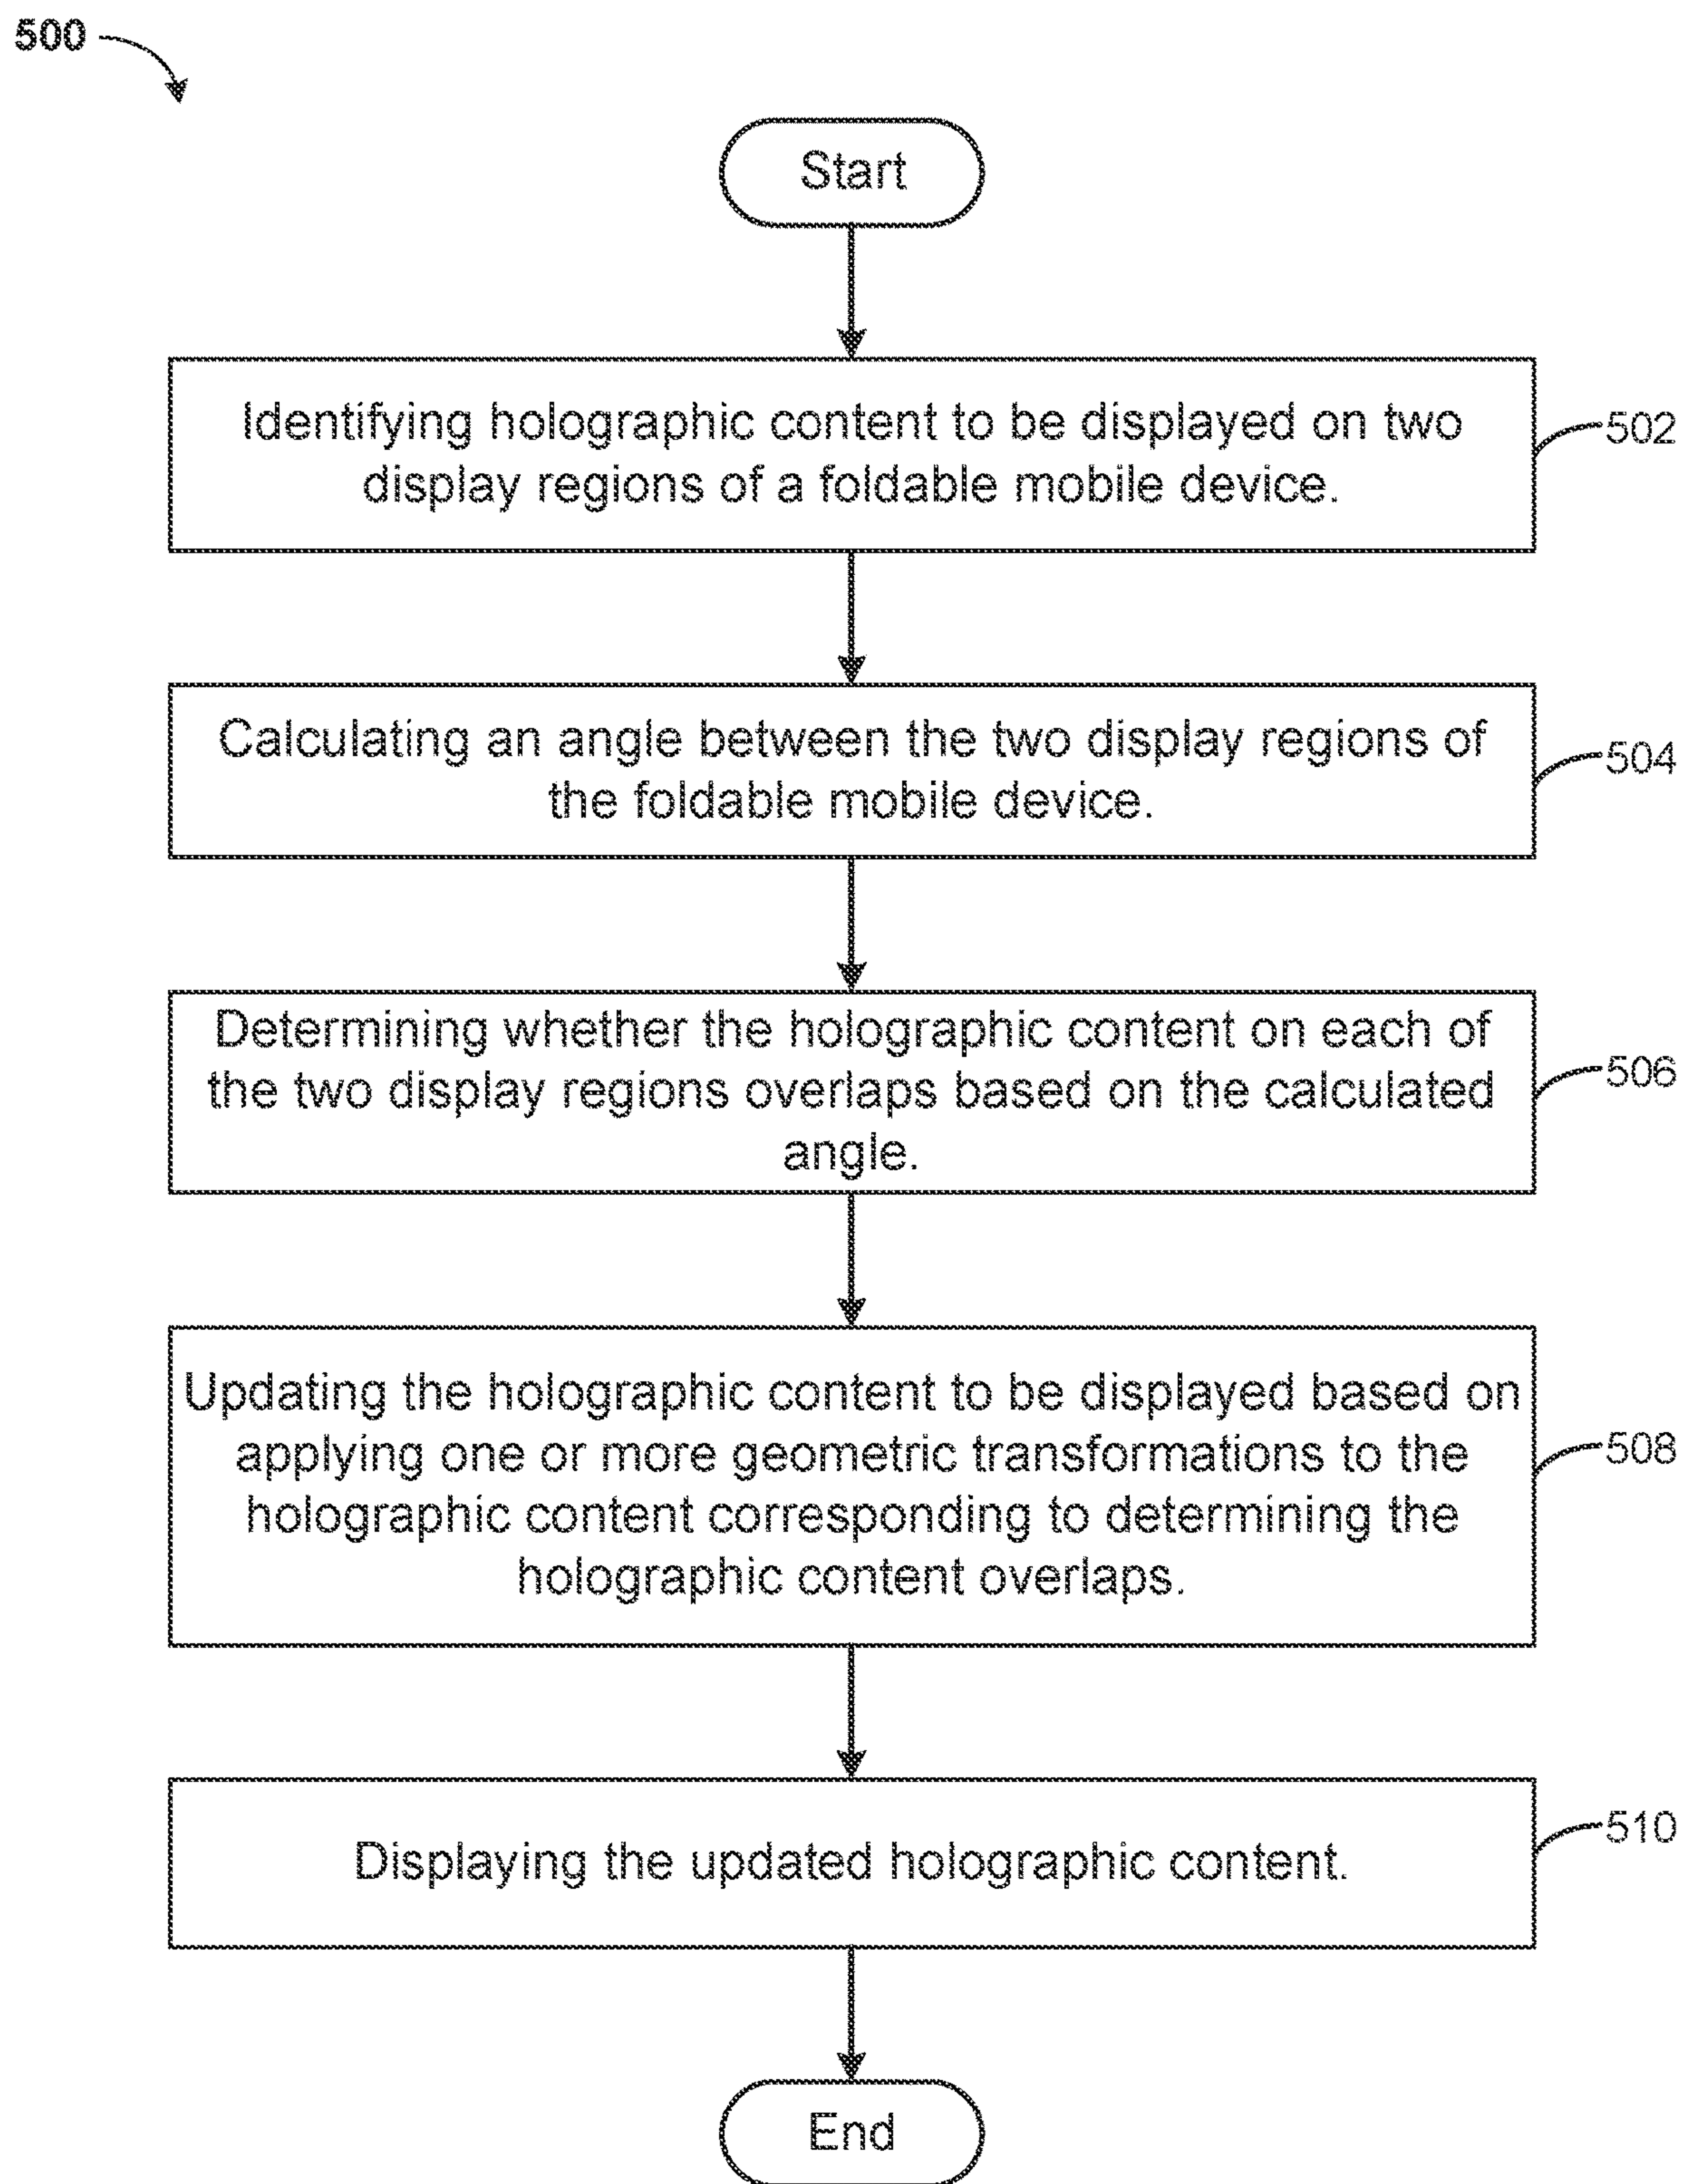 500
Start
Identifying holographic content to be displayed on two
display regions of a foldable mobile device.
502
Calculating an angle between the two display regions of
the foldable mobile device.
504
Determining whether the holographic content on each of
the two display regions overlaps based on the calculated
angle.
506
Updating the holographic content to be displayed based on
applying one or more geometric transformations to the
holographic content corresponding to determining the
holographic content overlaps.
508
Displaying the updated holographic content.
510
End